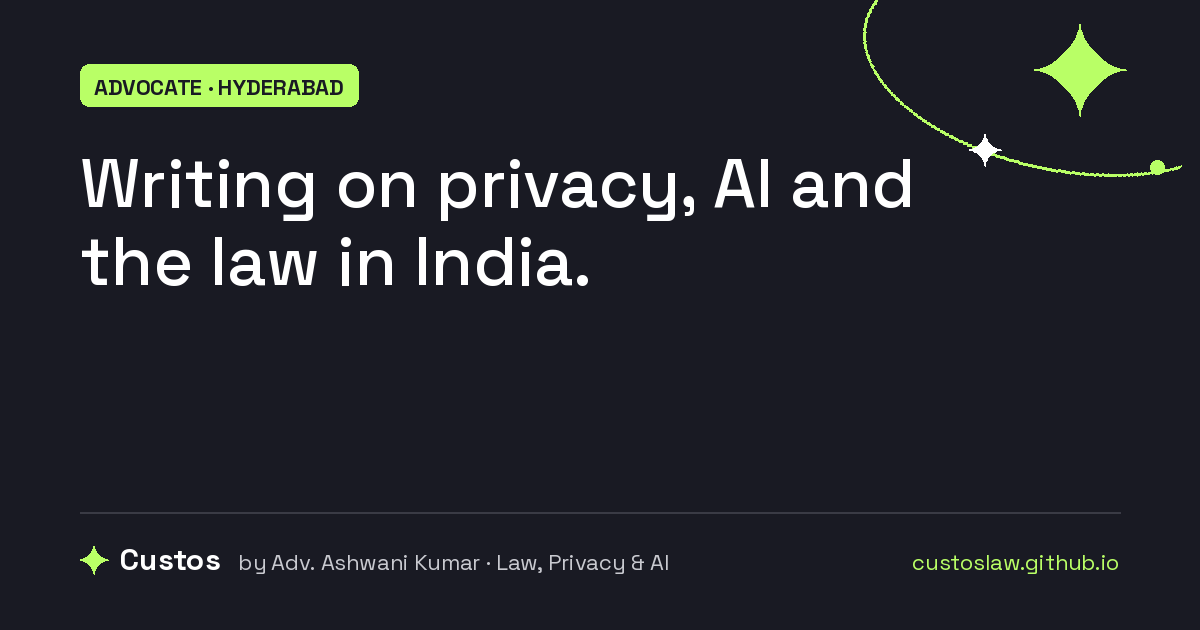 ADVOCATE · HYDERABAD
Writing on privacy, AI and
the law in India.
Custos by Adv. Ashwani Kumar · Law, Privacy & AI
custoslaw.github.io